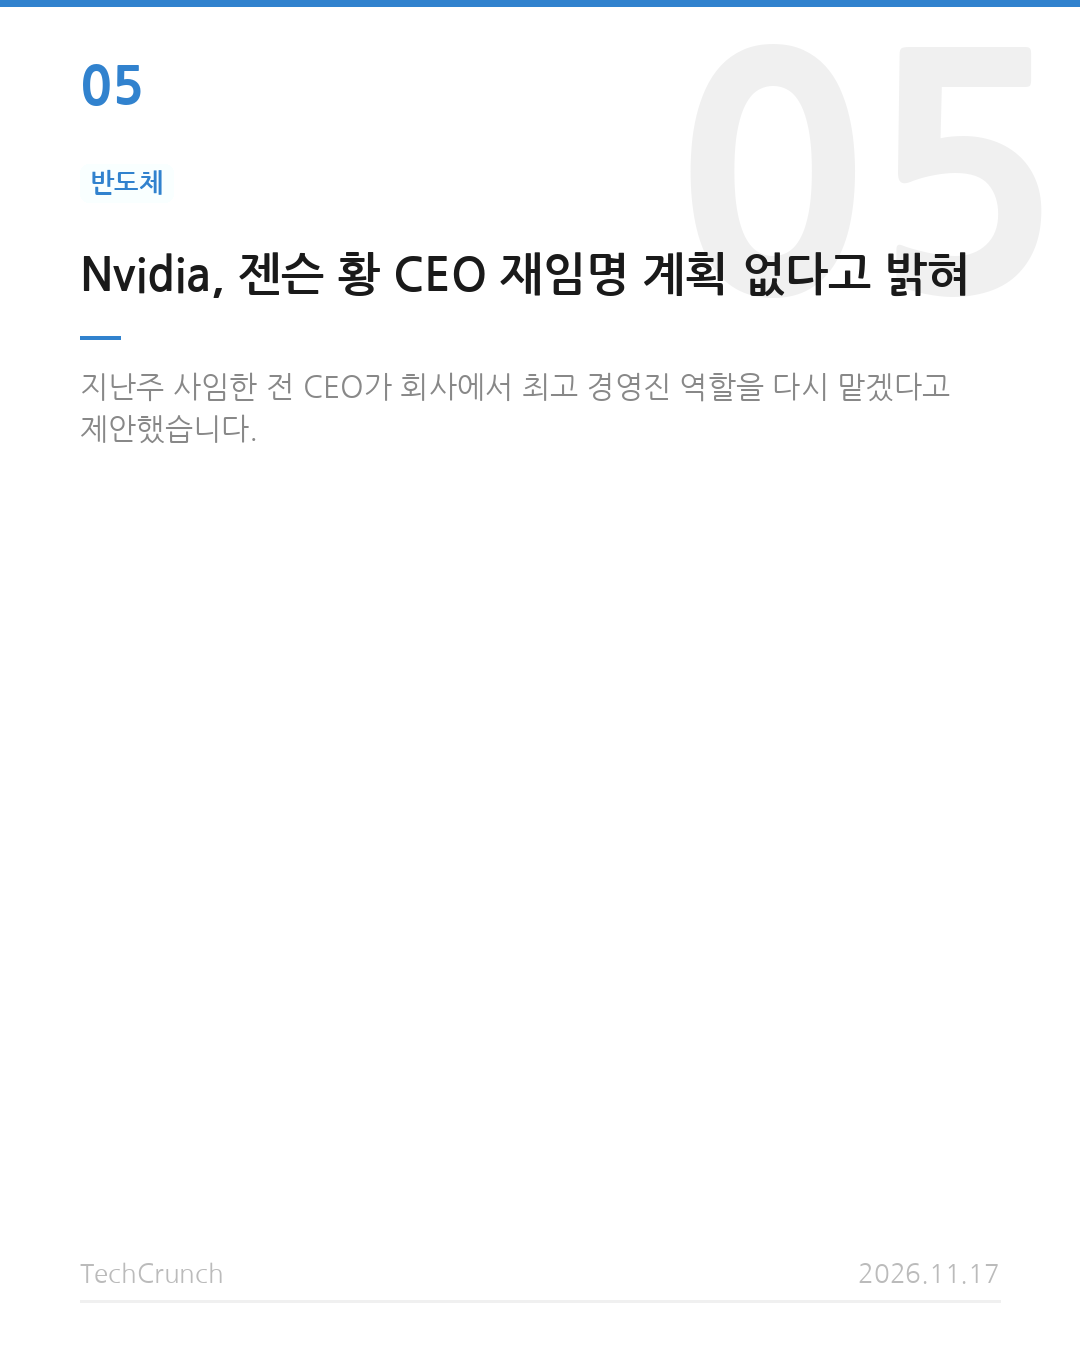 05
05
반도체
Nvidia, 젠슨 황 CEO 재임명 계획 없다고 밝혀
지난주 사임한 전 CEO가 회사에서 최고 경영진 역할을 다시 맡겠다고
제안했습니다.
TechCrunch
2026.11.17